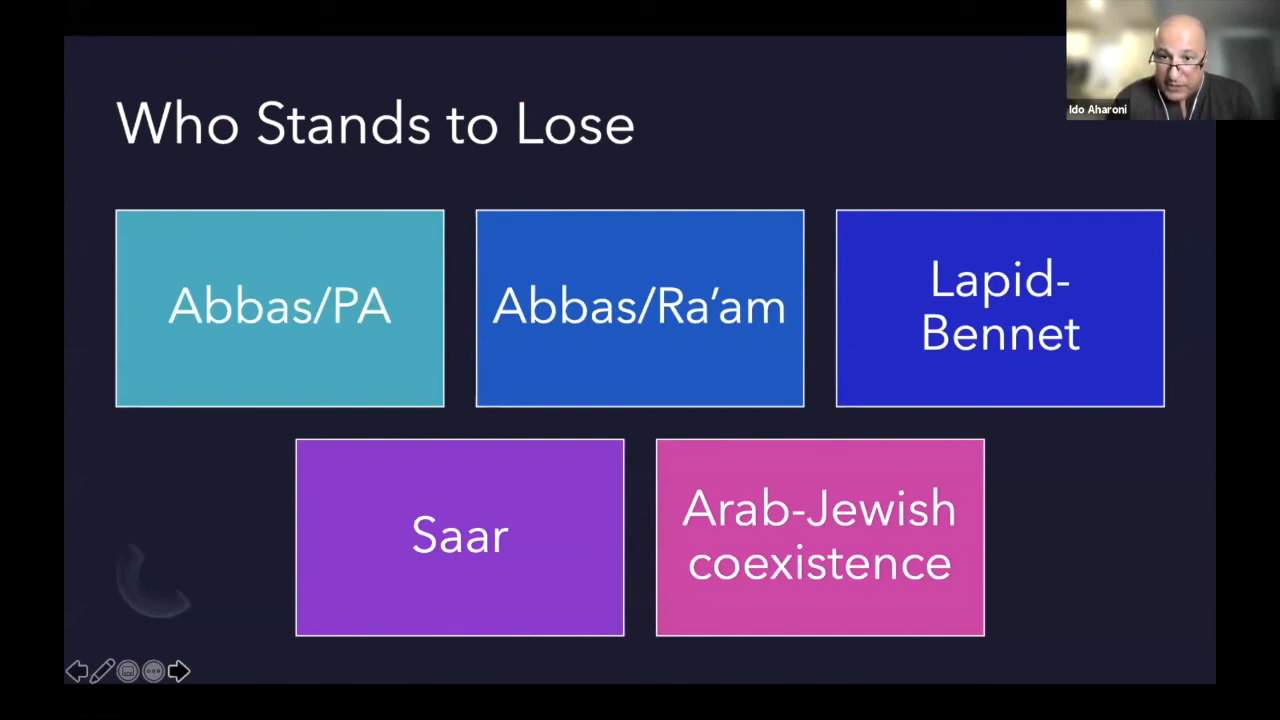 Who Stands to Lose
Ido Aharoni
Abbas/PA
Abbas/Ra’am
Lapid-
Bennet
Saar
Arab-Jewish
coexistence